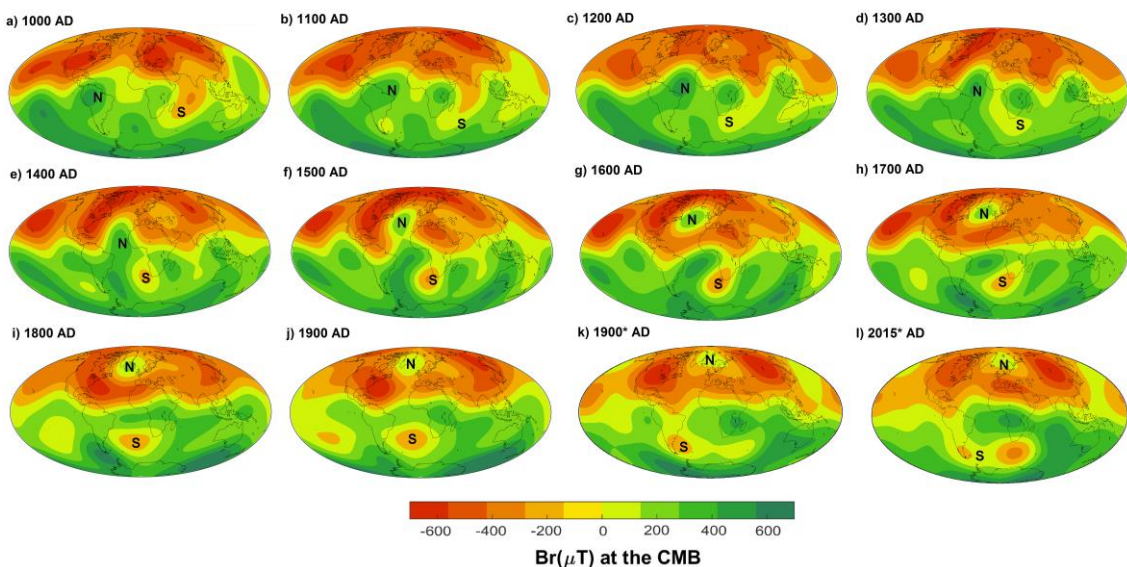 a) 1000 AD
b) 1100 AD
c) 1200 AD
d) 1300 AD
N
S
N
S
N
S
N
S
e) 1400 AD
f) 1500 AD
g) 1600 AD
h) 1700 AD
N
S
N
S
N
S
N
S
i) 1800 AD
j) 1900 AD
k) 1900* AD
l) 2015* AD
N
S
N
S
N
S
N
S
-600 -400 -200 0 200 400 600
Br(μT) at the CMB